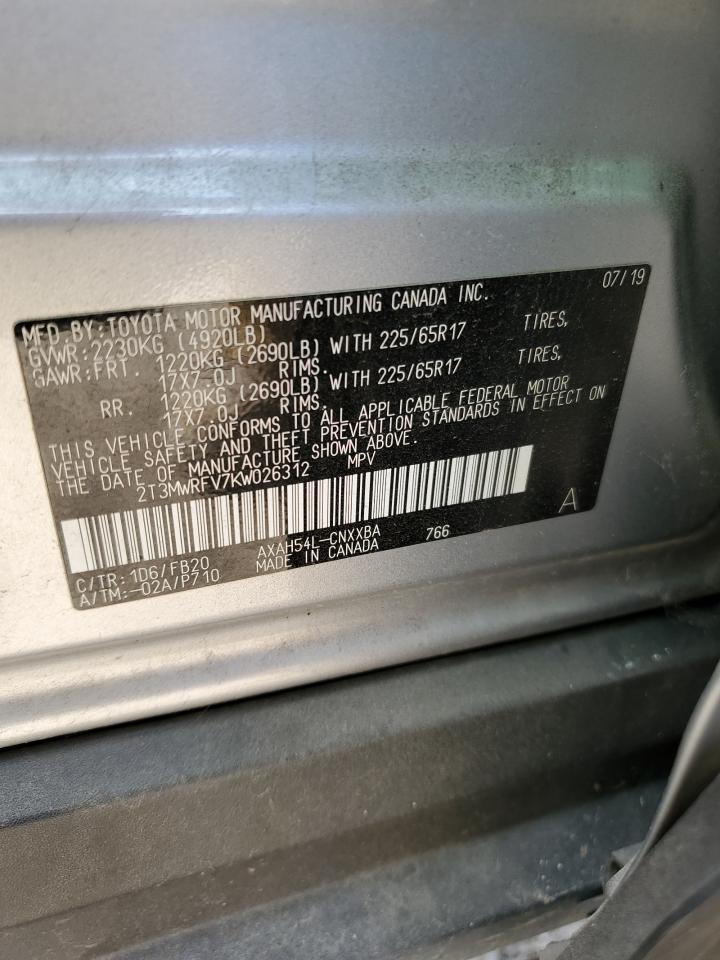 07/19
MFD.BY:TOYOTA MOTOR MANUFACTURING CANADA INC.
GVWR:2230KG (4920LB)
GAWR:FRT. 1220KG (2690LB) WITH 225/65R17 TIRES,
17X7.0J RIMS.
RR. 1220KG (2690LB) WITH 225/65R17 TIRES,
17X7.0J RIMS.
THIS VEHICLE CONFORMS TO ALL APPLICABLE FEDERAL MOTOR
VEHICLE SAFETY AND THEFT PREVENTION STANDARDS IN EFFECT ON
THE DATE OF MANUFACTURE SHOWN ABOVE.
2T3MWRFV7KW026312 MPV
C/TR:1D6/FB20 AXAH54L-CNXXBA 766 A
A/TM:-02A/P710 MADE IN CANADA